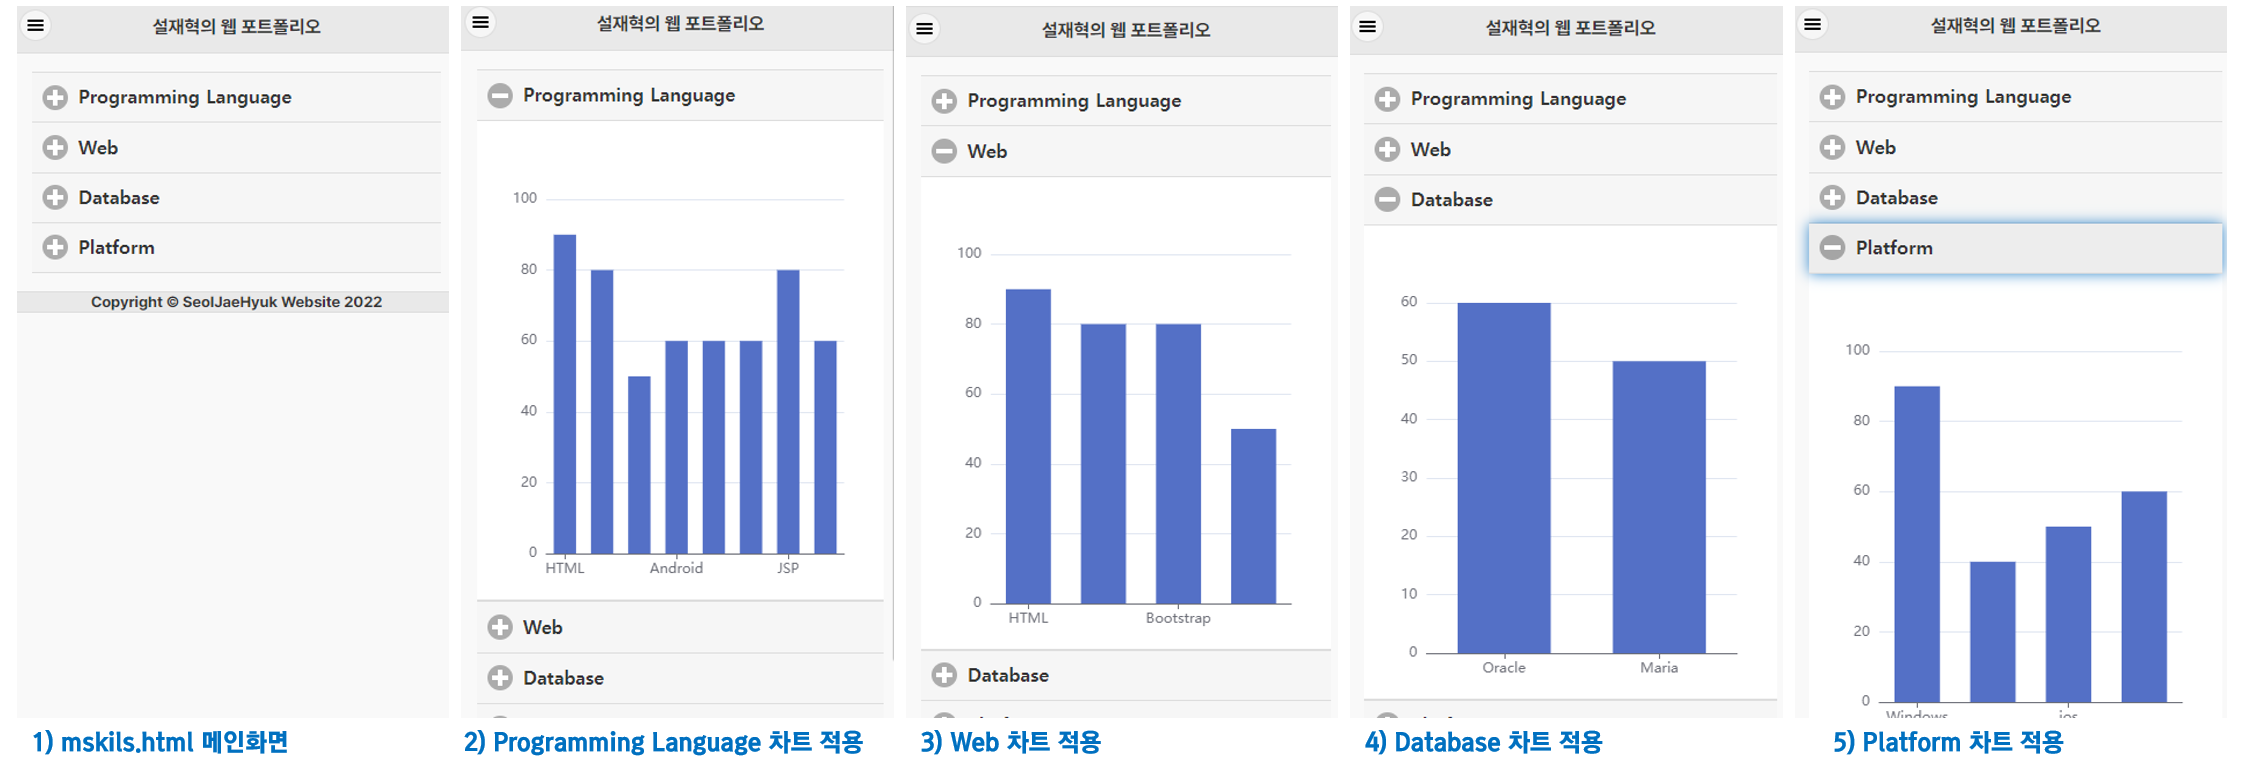 설재혁의 웹 포트폴리오
Programming Language
Web
Database
Platform
Copyright © SeolJaeHyuk Website 2022
1) mskils.html 메인화면
설재혁의 웹 포트폴리오
Programming Language
100
80
60
40
20
0
HTML Android JSP
Web
Database
2) Programming Language 차트 적용
설재혁의 웹 포트폴리오
Programming Language
Web
100
80
60
40
20
0
HTML Bootstrap
Database
3) Web 차트 적용
설재혁의 웹 포트폴리오
Programming Language
Web
Database
60
50
40
30
20
10
0
Oracle Maria
4) Database 차트 적용
설재혁의 웹 포트폴리오
Programming Language
Web
Database
Platform
100
80
60
40
20
0
Windows ios
5) Platform 차트 적용